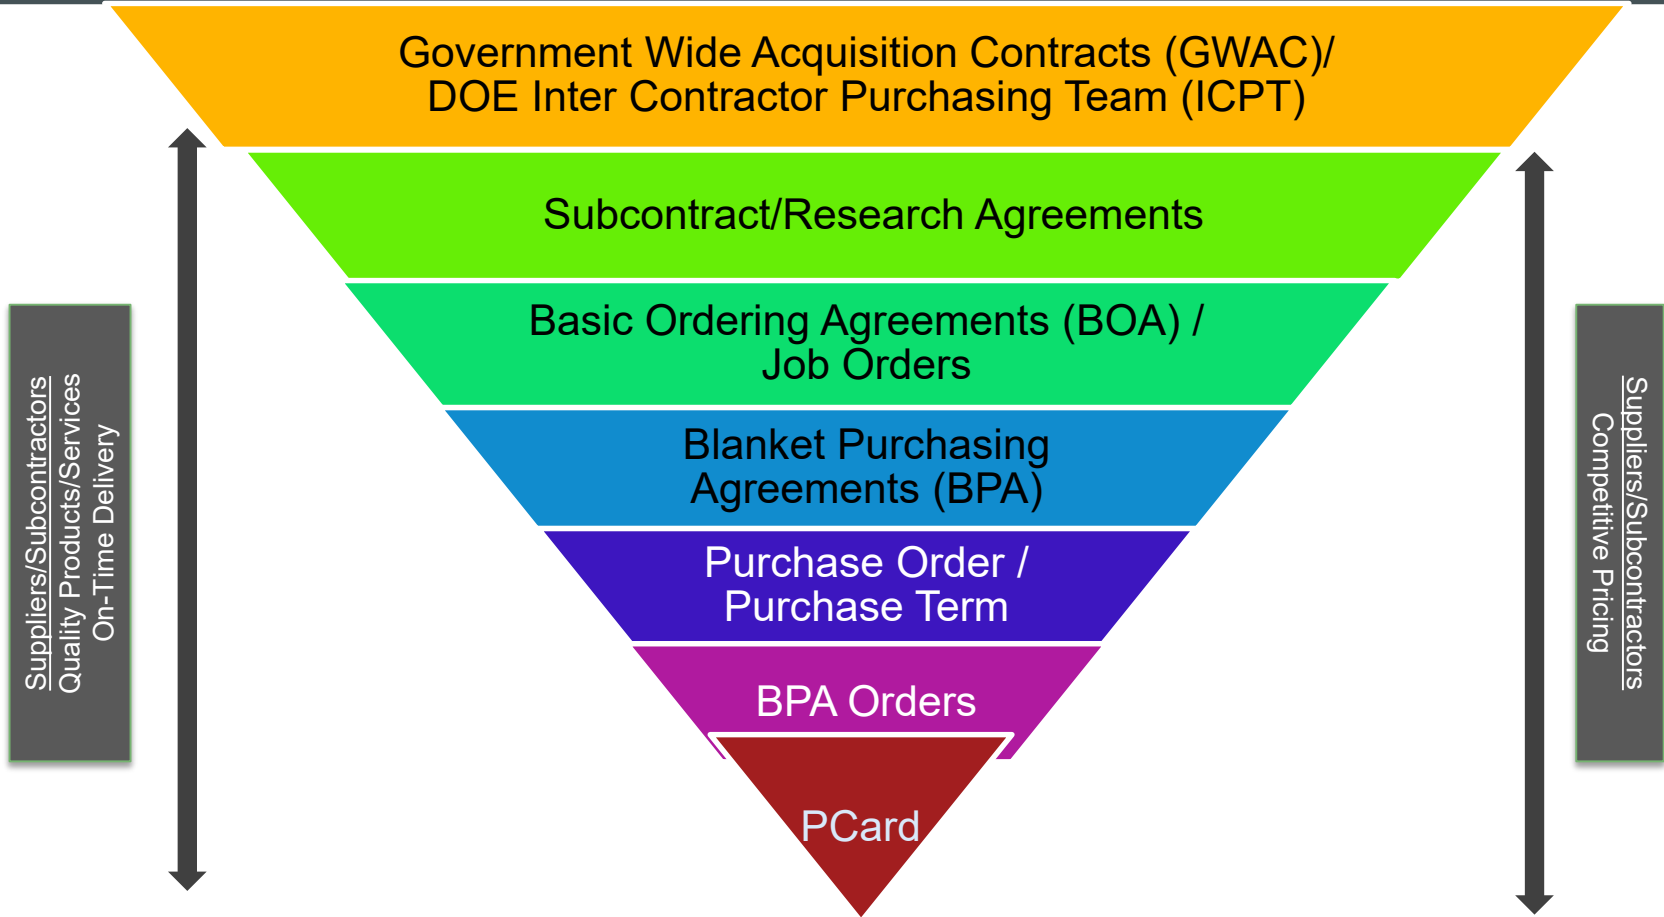 Government Wide Acquisition Contracts (GWAC)/
DOE Inter Contractor Purchasing Team (ICPT)
Subcontract/Research Agreements
Basic Ordering Agreements (BOA) /
Job Orders
Blanket Purchasing
Agreements (BPA)
Purchase Order /
Purchase Term
BPA Orders
PCard
Suppliers/Subcontractors
Quality Products/Services
On-Time Delivery
Suppliers/Subcontractors
Competitive Pricing